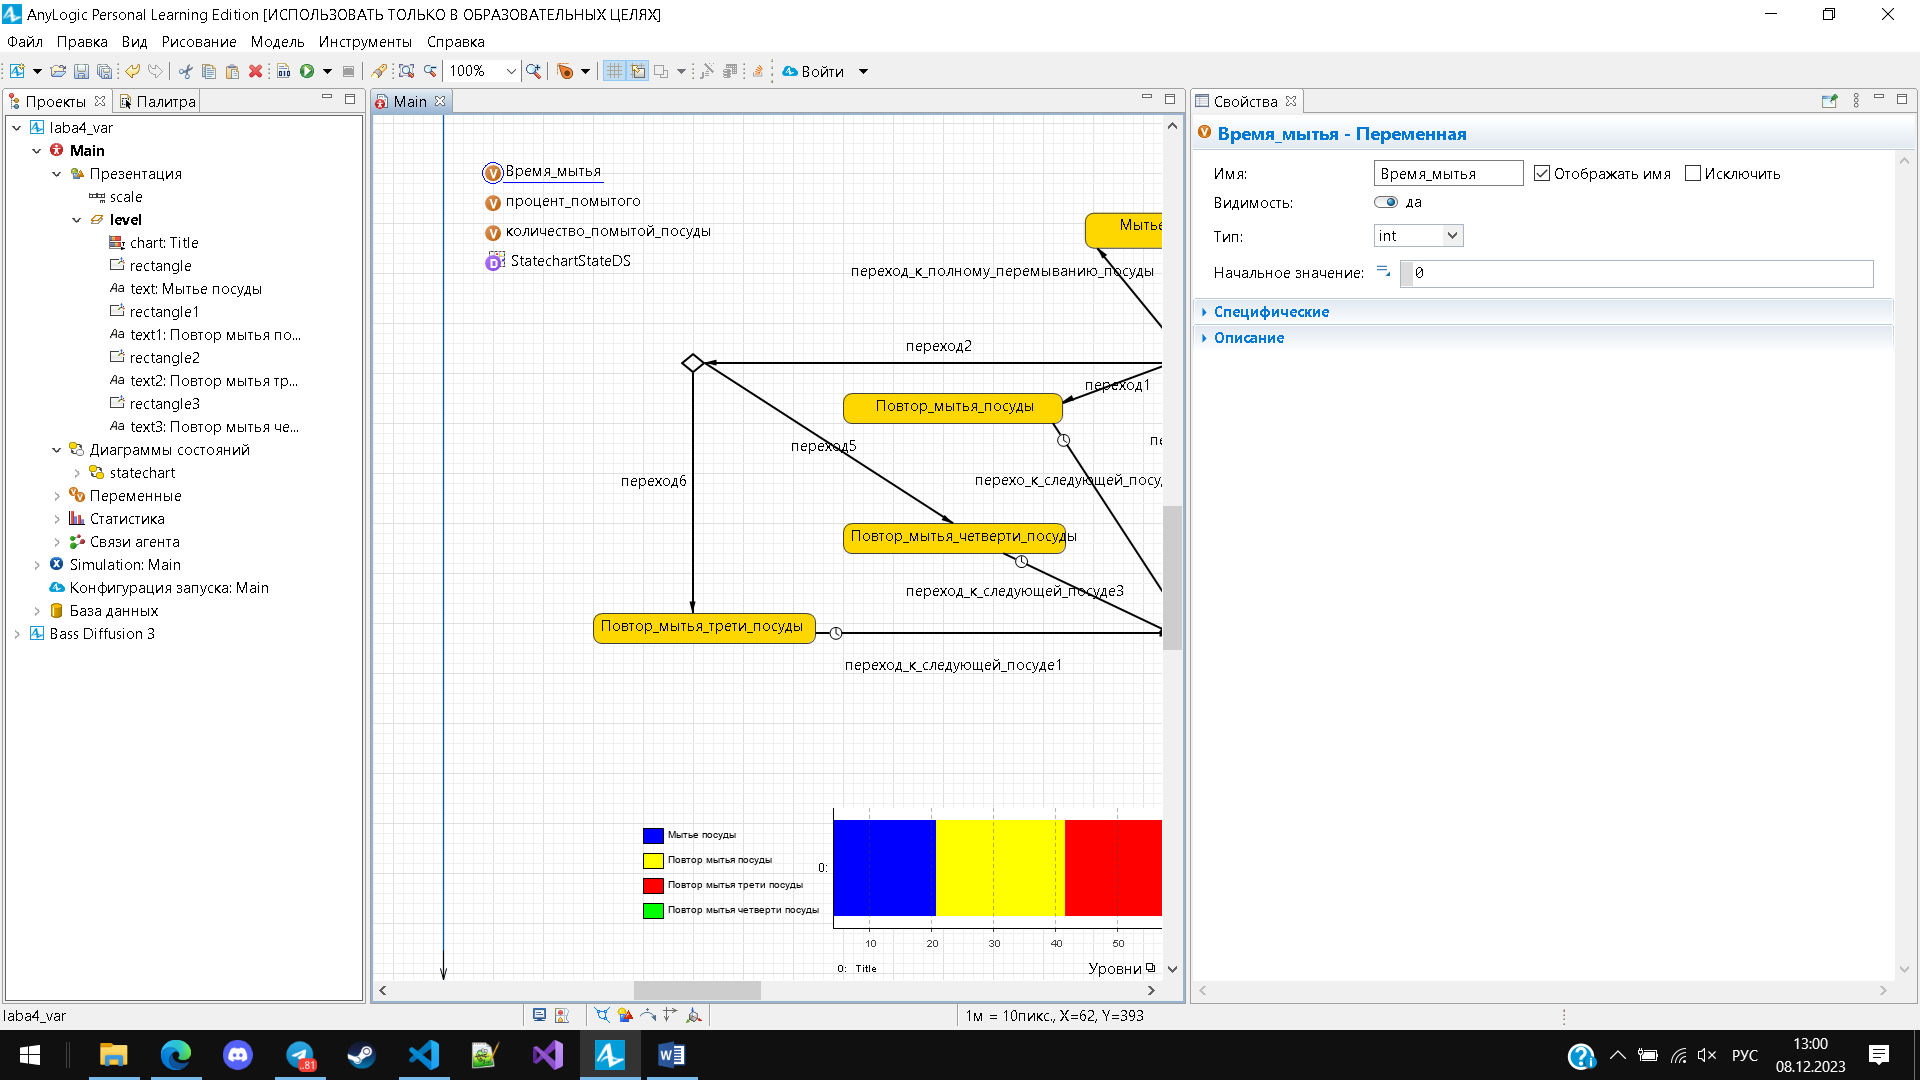 AnyLogic Personal Learning Edition [ИСПОЛЬЗОВАТЬ ТОЛЬКО В ОБРАЗОВАТЕЛЬНЫХ ЦЕЛЯХ]
Файл Правка Вид Рисование Модель Инструменты Справка
100% Войти
Проекты Палитра
laba4_var
Main
Презентация
scale
level
chart: Title
rectangle
text: Мытье посуды
rectangle1
text1: Повтор мытья по...
rectangle2
text2: Повтор мытья тр...
rectangle3
text3: Повтор мытья че...
Диаграммы состояний
statechart
Переменные
Статистика
Связи агента
Simulation: Main
Конфигурация запуска: Main
База данных
Bass Diffusion 3
Main
Время_мытья
процент_помытого
количество_помытой_посуды
StatechartStateDS
Мытье
переход_к_полному_перемыванию_посуды
переход2
переход1
Повтор_мытья_посуды
переход5
пе
переход6
перехо_к_следующей_посу
Повтор_мытья_четверти_посуды
переход_к_следующей_посуде3
Повтор_мытья_трети_посуды
переход_к_следующей_посуде1
Мытье посуды
Повтор мытья посуды
Повтор мытья трети посуды
Повтор мытья четверти посуды
0:
10 20 30 40 50
0: Title
Уровни
Свойства
Время_мытья - Переменная
Имя: Время_мытья Отображать имя Исключить
Видимость: да
Тип: int
Начальное значение: 0
Специфические
Описание
laba4_var
1м = 10пикс., X=62, Y=393
81
РУС
13:00
08.12.2023